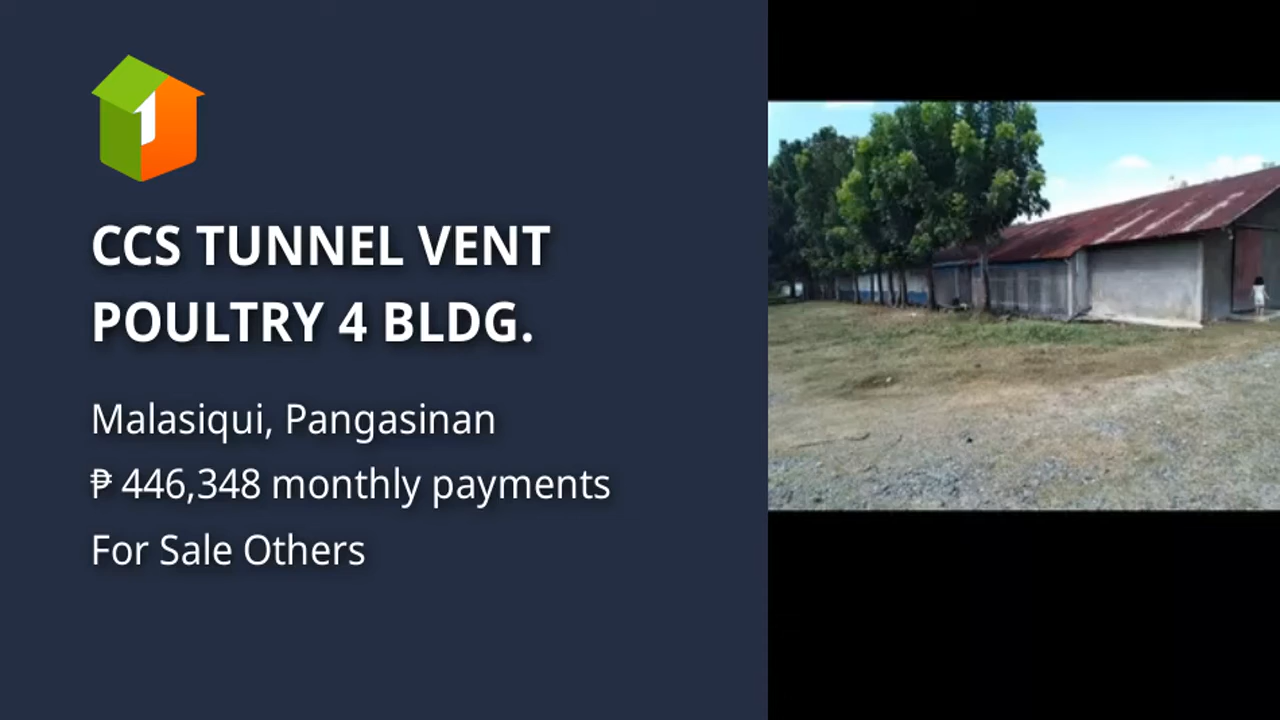 CCS TUNNEL VENT
POULTRY 4 BLDG.
Malasiqui, Pangasinan
₱ 446,348 monthly payments
For Sale Others